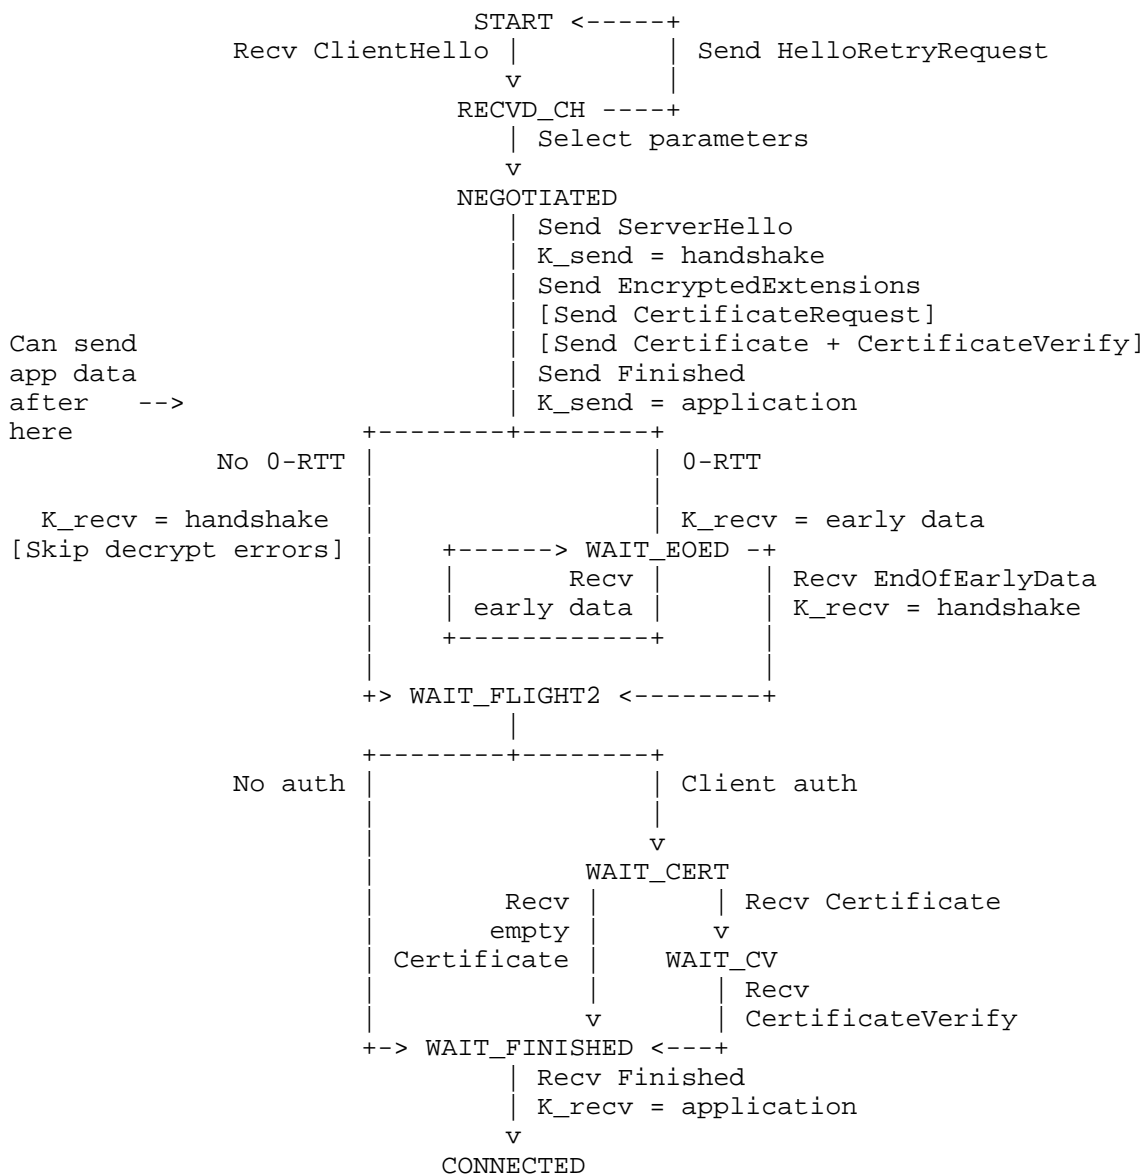 START <-----+
Recv ClientHello | | Send HelloRetryRequest
v |
RECVD_CH ----+
| Select parameters
v
NEGOTIATED
| Send ServerHello
| K_send = handshake
| Send EncryptedExtensions
| [Send CertificateRequest]
Can send | [Send Certificate + CertificateVerify]
app data | Send Finished
after --> | K_send = application
here +--------+--------+
No 0-RTT | | 0-RTT
| |
K_recv = handshake | | K_recv = early data
[Skip decrypt errors] | +------> WAIT_EOED -+
| | Recv | | Recv EndOfEarlyData
| | early data | | K_recv = handshake
| +------------+ |
| |
+> WAIT_FLIGHT2 <--------+
|
+--------+--------+
No auth | | Client auth
| |
| v
| WAIT_CERT
| Recv | | Recv Certificate
| empty | v
| Certificate | WAIT_CV
| | | Recv
| v | CertificateVerify
+-> WAIT_FINISHED <---+
| Recv Finished
| K_recv = application
v
CONNECTED